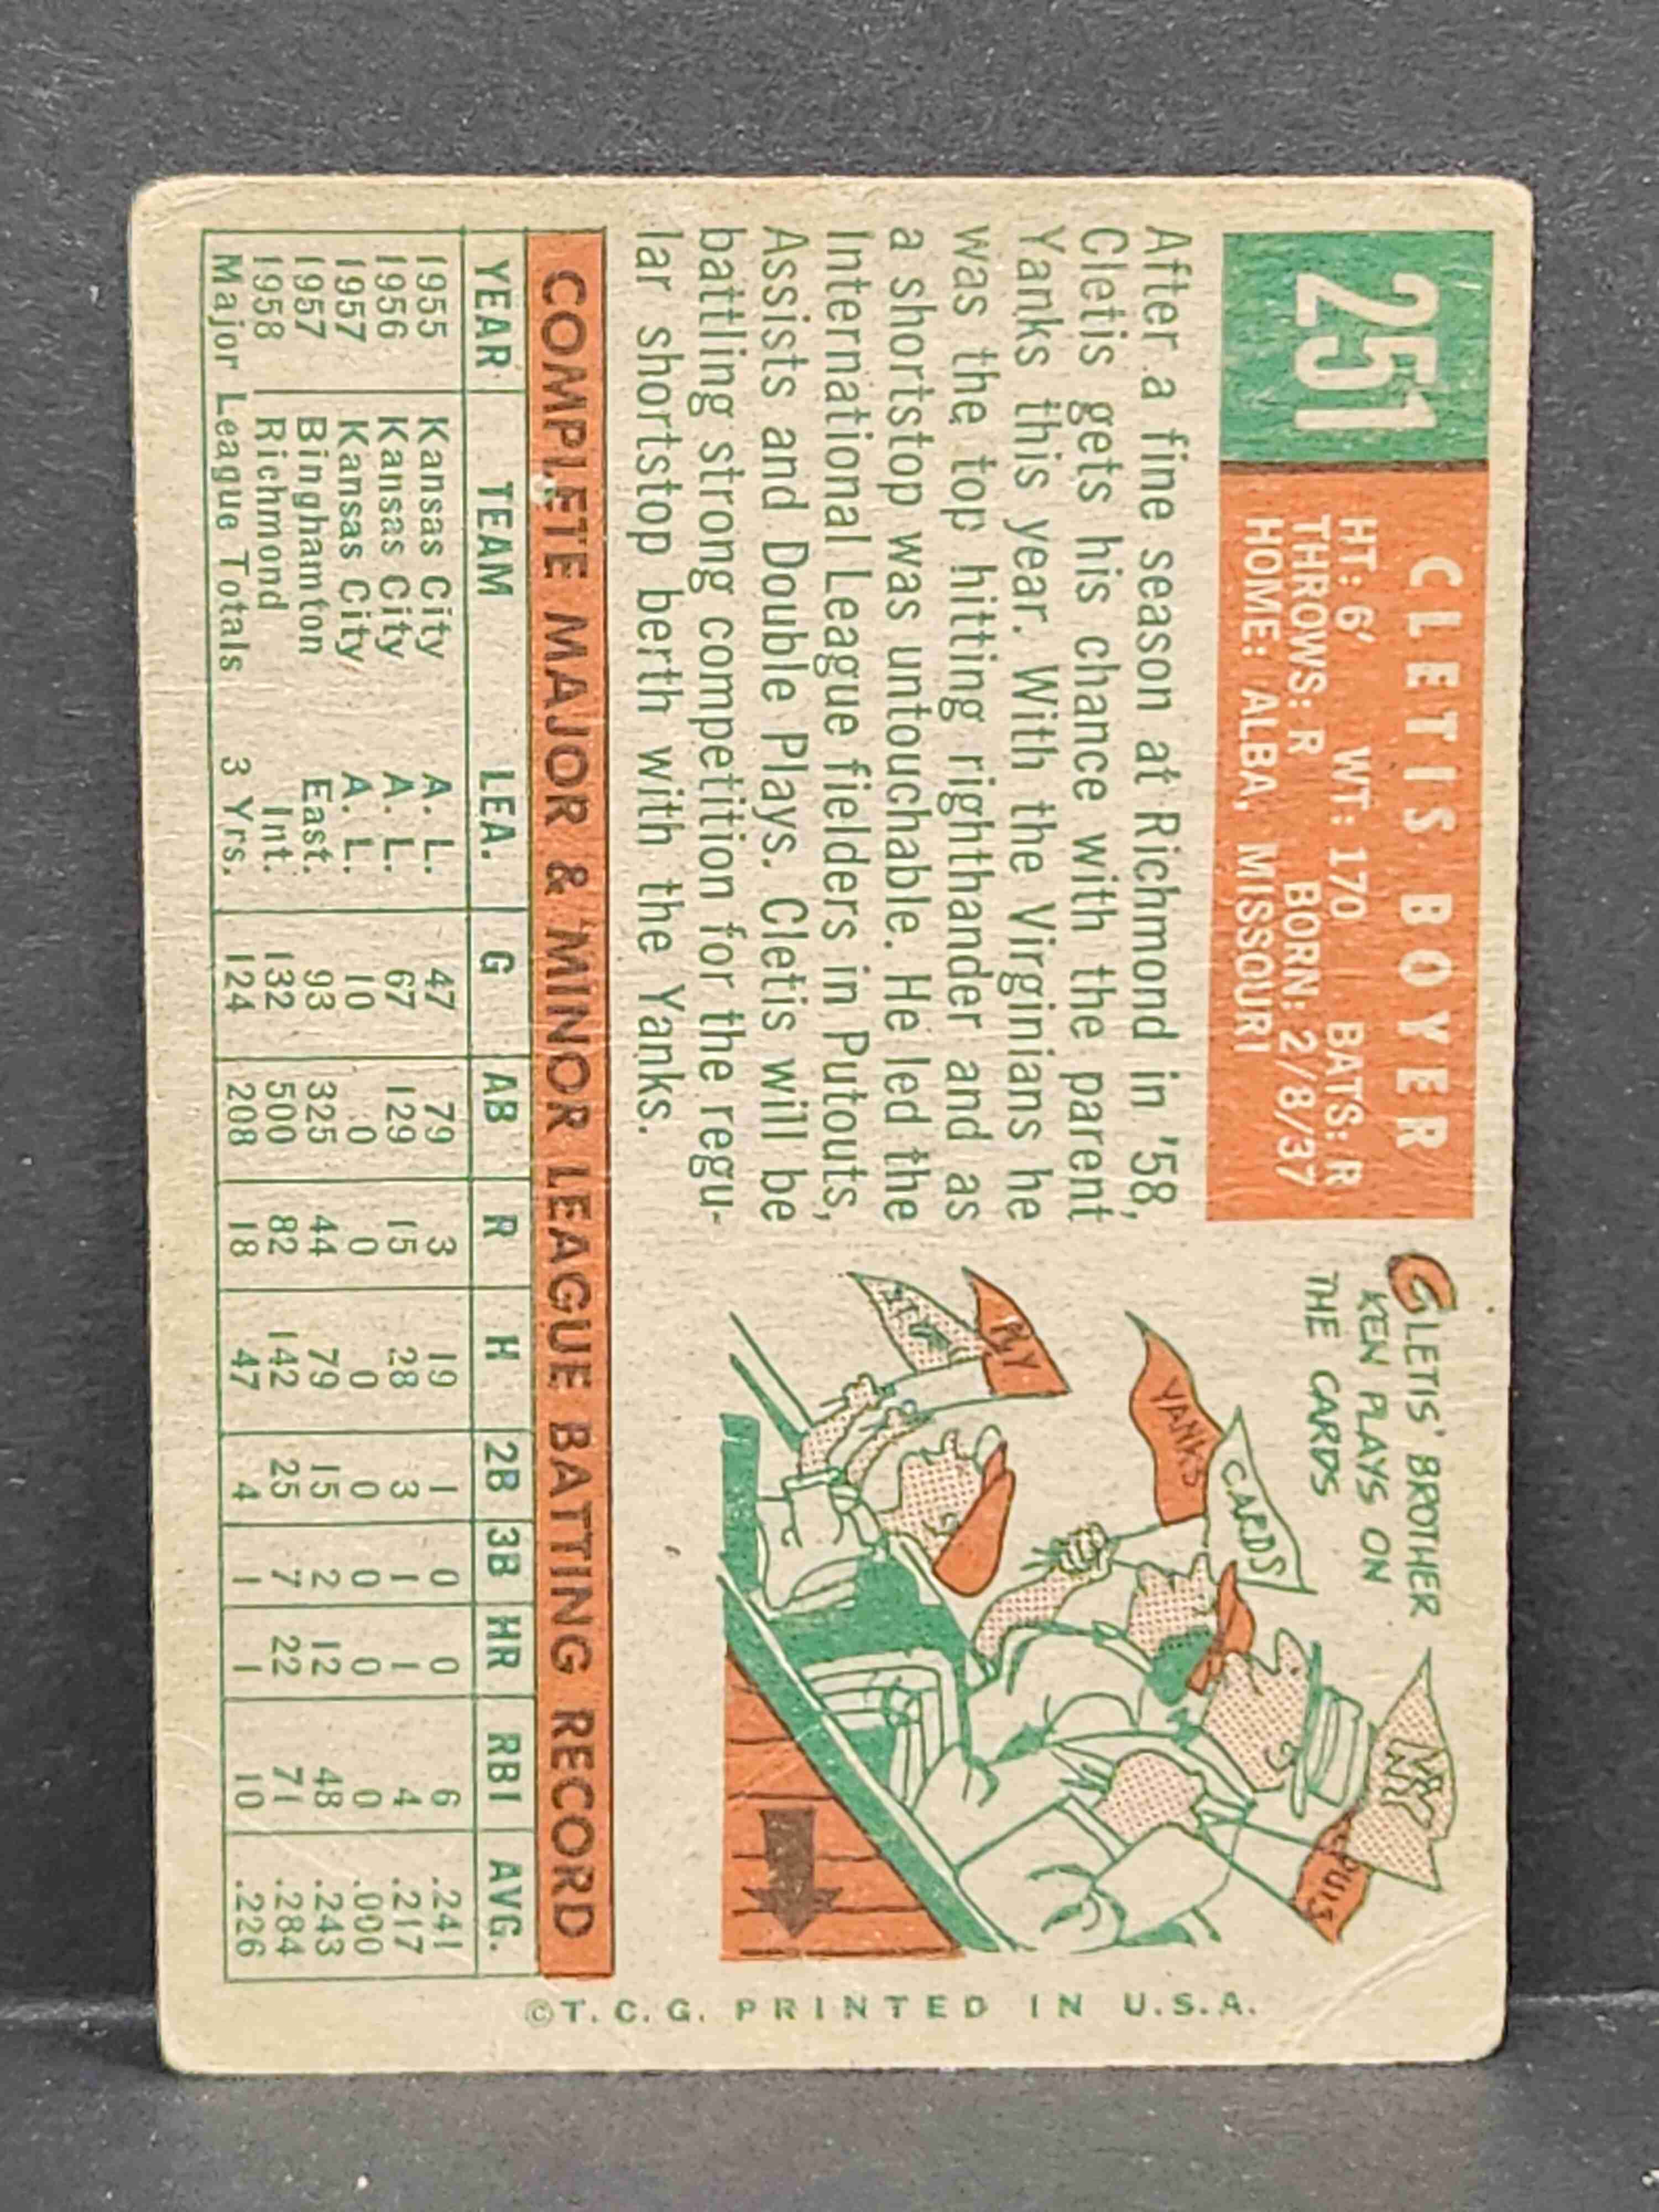 251
CLETIS BOYER
HT: 6' WT: 170 BATS: R
THROWS: R BORN: 2/8/37
HOME: ALBA, MISSOURI
After a fine season at Richmond in '58,
Cletis gets his chance with the parent
Yanks this year. With the Virginians he
was the top hitting righthander and as
a shortstop was untouchable. He led the
International League fielders in Putouts,
Assists and Double Plays. Cletis will be
battling strong competition for the regu-
lar shortstop berth with the Yanks.
CLETIS' BROTHER
KEN PLAYS ON
THE CARDS
NY
CARDS
YANKS
NY
COMPLETE MAJOR & MINOR LEAGUE BATTING RECORD
YEAR TEAM LEA. G AB R H 2B 3B HR RBI AVG.
1955 Kansas City A. L. 47 79 3 19 1 0 0 6 .241
1956 Kansas City A. L. 67 129 15 28 3 1 1 4 .217
1957 Kansas City A. L. 10 0 0 0 0 0 0 0 .000
1957 Binghamton East. 93 325 44 79 15 2 12 48 .243
1958 Richmond Int. 132 500 82 142 25 7 22 71 .284
Major League Totals 3 Yrs. 124 208 18 47 4 1 1 10 .226
©T. C. G. PRINTED IN U.S.A.